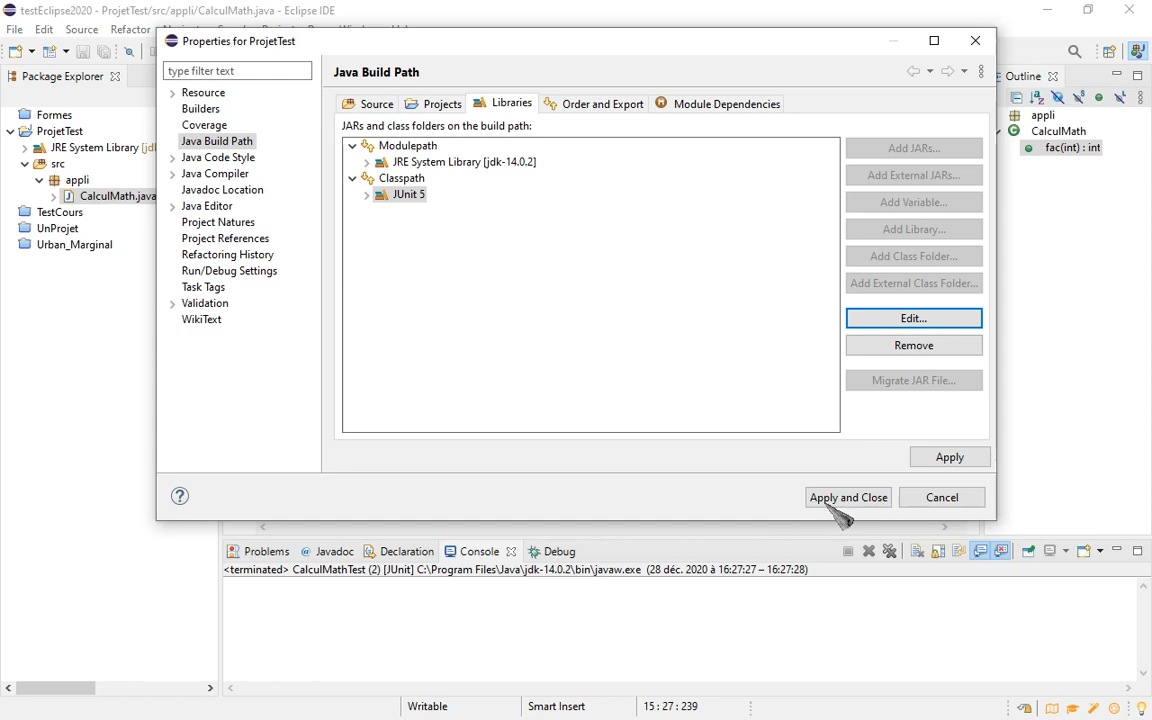 testEclipse2020 - ProjetTest/src/appli/CalculMath.java - Eclipse IDE
File Edit Source Refactor
Package Explorer
Formes
ProjetTest
JRE System Library [jd
src
appli
CalculMath.java
TestCours
UnProjet
Urban_Marginal
Properties for ProjetTest
type filter text
Resource
Builders
Coverage
Java Build Path
Java Code Style
Java Compiler
Javadoc Location
Java Editor
Project Natures
Project References
Refactoring History
Run/Debug Settings
Task Tags
Validation
WikiText
Java Build Path
Source Projects Libraries Order and Export Module Dependencies
JARs and class folders on the build path:
Modulepath
JRE System Library [jdk-14.0.2]
Classpath
JUnit 5
Add JARs...
Add External JARs...
Add Variable...
Add Library...
Add Class Folder...
Add External Class Folder...
Edit...
Remove
Migrate JAR File...
Apply
Apply and Close Cancel
Outline
appli
CalculMath
fac(int) : int
Problems Javadoc Declaration Console Debug
<terminated> CalculMathTest (2) [JUnit] C:\Program Files\Java\jdk-14.0.2\bin\javaw.exe (28 déc. 2020 à 16:27:27 – 16:27:28)
Writable Smart Insert 15 : 27 : 239